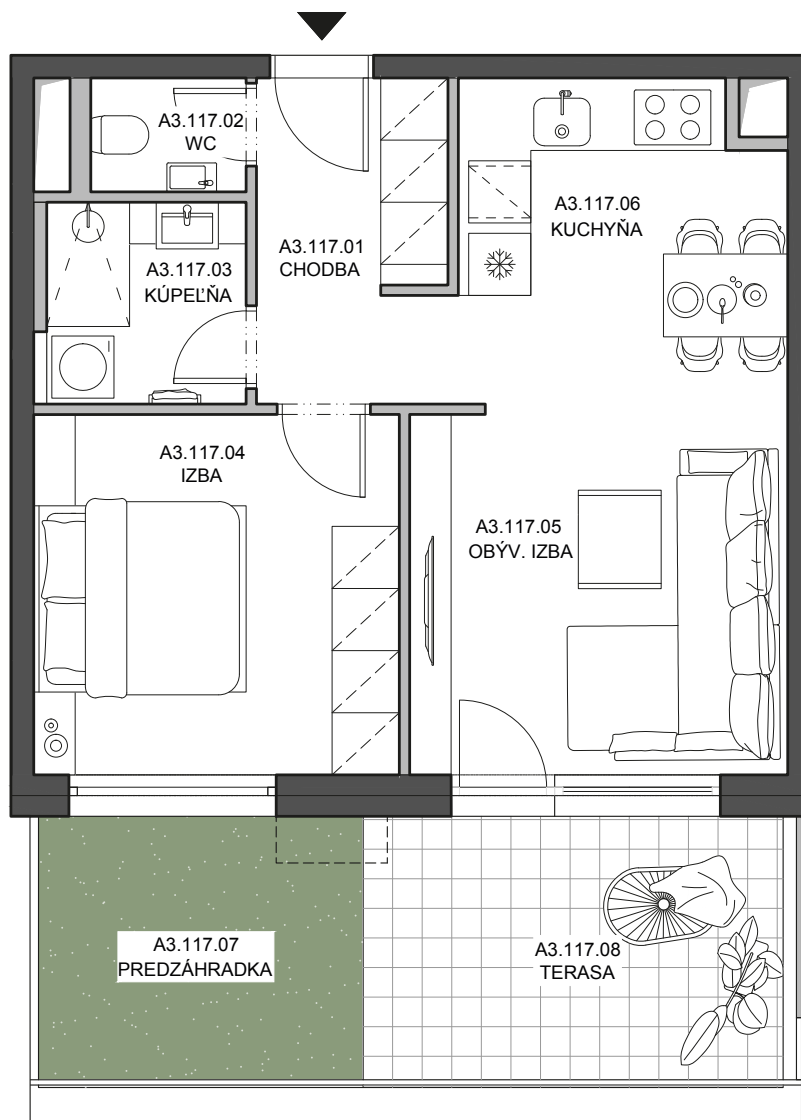 A3.117.02
WC
A3.117.01
CHODBA
A3.117.06
KUCHYŇA
A3.117.03
KÚPEĽŇA
A3.117.04
IZBA
A3.117.05
OBÝV. IZBA
A3.117.07
PREDZÁHRADKA
A3.117.08
TERASA